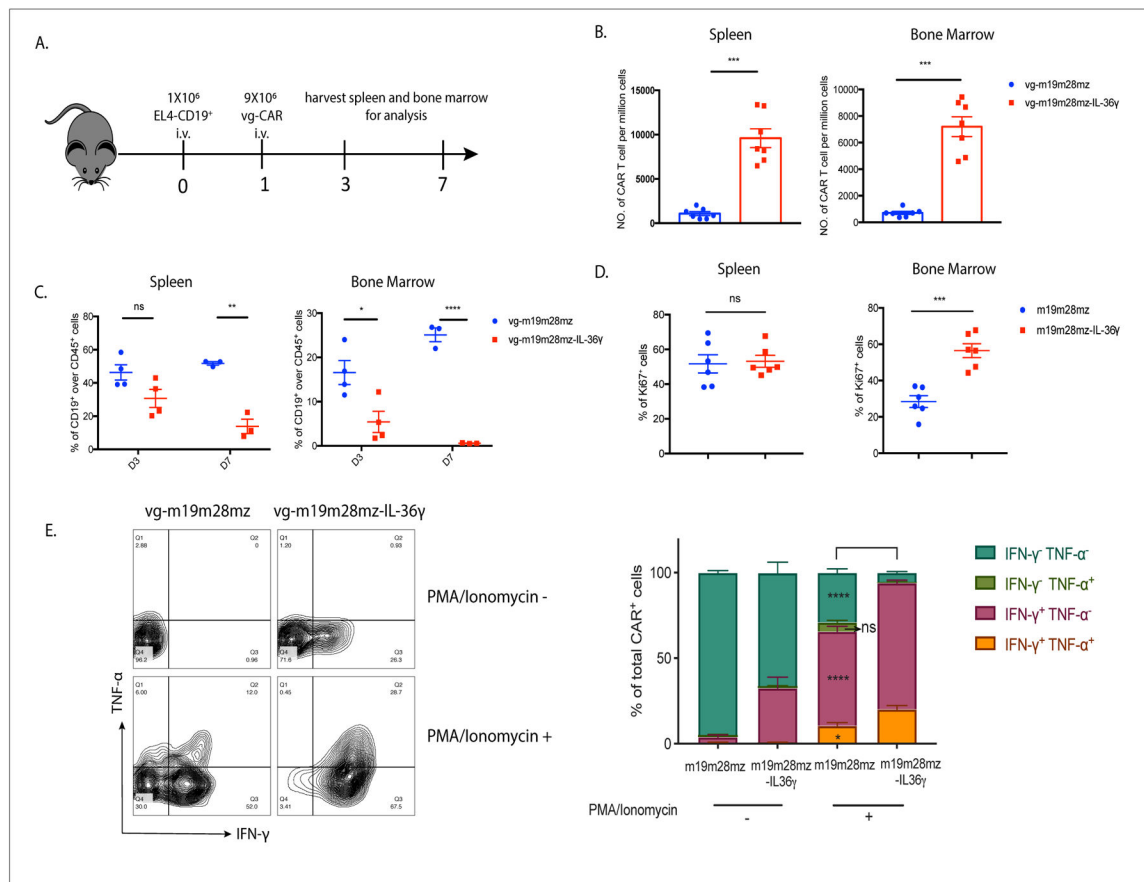 A.
1X10⁶
EL4-CD19⁺
i.v.
9X10⁶
vg-CAR
i.v.
harvest spleen and bone marrow
for analysis
0
1
3
7
B.
Spleen
NO. of CAR T cell per million cells
15000
10000
5000
0
***
Bone Marrow
NO. of CAR T cell per million cells
10000
8000
6000
4000
2000
0
***
vg-m19m28mz
vg-m19m28mz-IL-36γ
C.
Spleen
% of CD19⁺ over CD45⁺ cells
80
60
40
20
0
ns
**
D3
D7
Bone Marrow
% of CD19⁺ over CD45⁺ cells
30
20
10
0
*
****
D3
D7
vg-m19m28mz
vg-m19m28mz-IL-36γ
D.
Spleen
% of Ki67⁺ cells
80
60
40
20
0
ns
Bone Marrow
% of Ki67⁺ cells
80
60
40
20
0
***
m19m28mz
m19m28mz-IL-36γ
E.
vg-m19m28mz
vg-m19m28mz-IL-36γ
Q1
2.88
Q2
0
Q4
96.2
Q3
0.96
Q1
1.20
Q2
0.93
Q4
71.6
Q3
26.3
PMA/Ionomycin -
Q1
6.00
Q2
12.0
Q4
30.0
Q3
52.0
Q1
0.45
Q2
28.7
Q4
3.41
Q3
67.5
PMA/Ionomycin +
TNF-α
IFN-γ
% of total CAR⁺ cells
100
50
0
****
ns
****
*
m19m28mz
m19m28mz
-IL36γ
m19m28mz
m19m28mz
-IL36γ
PMA/Ionomycin
-
+
IFN-γ⁻ TNF-α⁻
IFN-γ⁻ TNF-α⁺
IFN-γ⁺ TNF-α⁻
IFN-γ⁺ TNF-α⁺